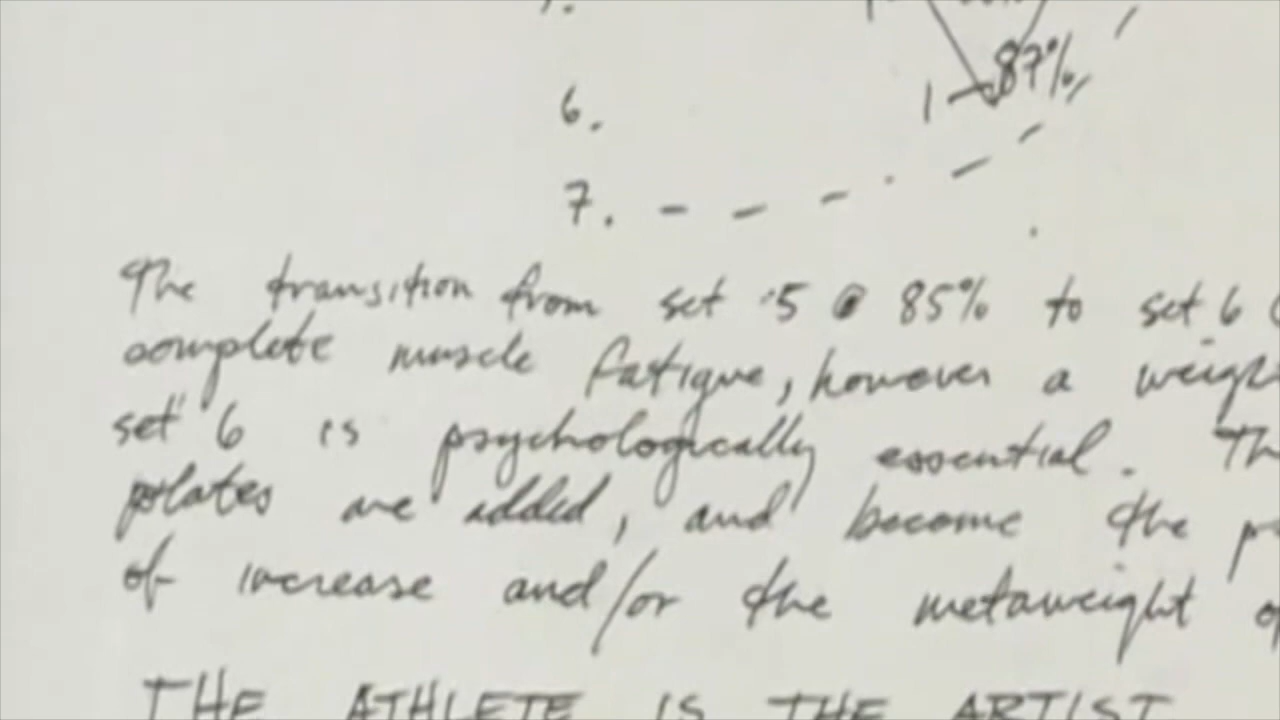 87%
1
6.
7.
The transition from set 5 @ 85% to set 6
complete muscle fatigue, however a
set 6 is psychologically essential.
plates are added, and become the
of increase and/or the metaweight
THE ATHLETE IS THE ARTIST